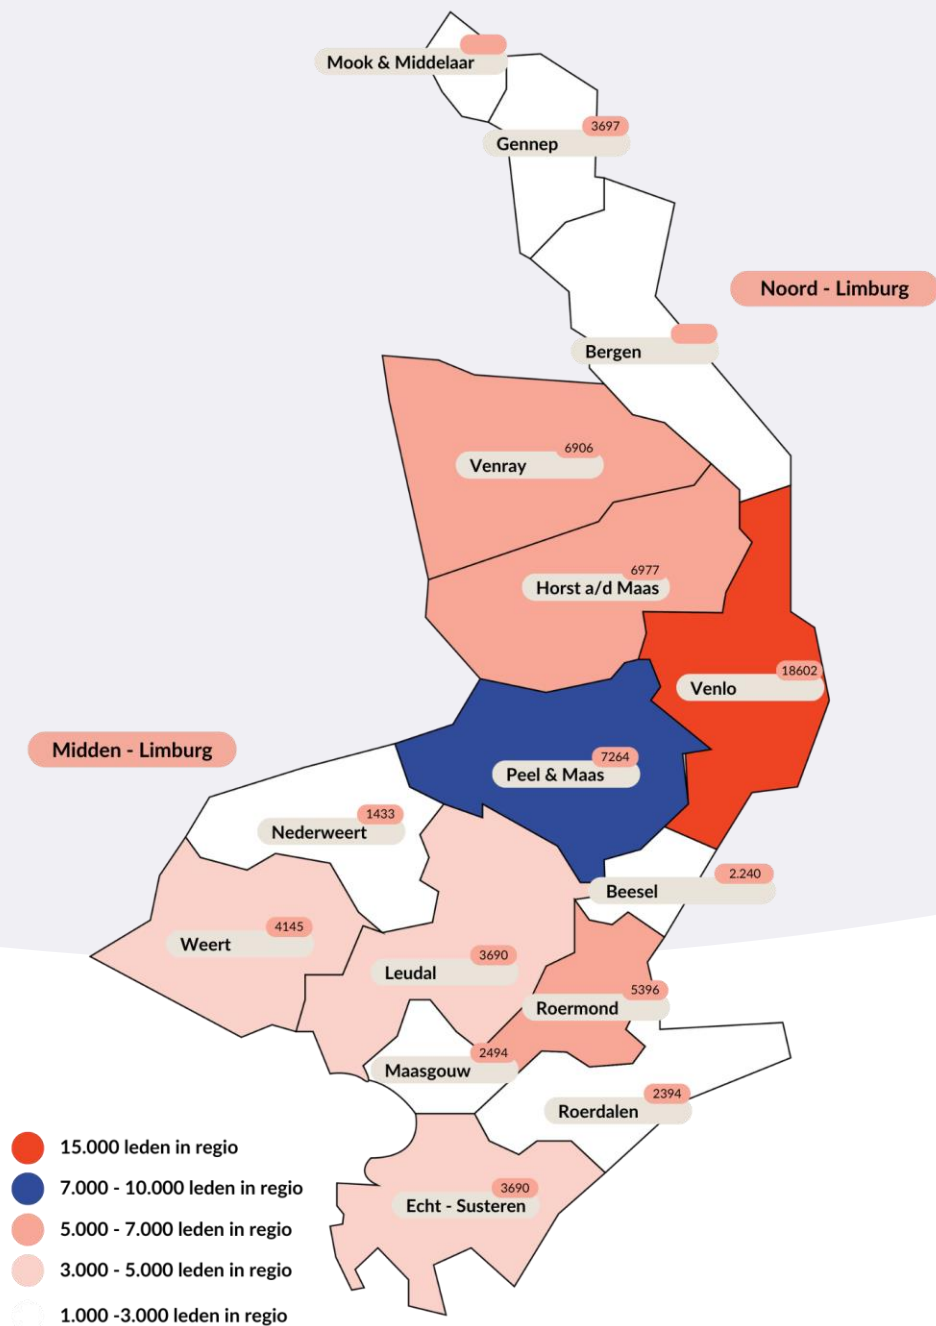 Mook & Middelaar
3697
Gennep
Noord - Limburg
Bergen
6906
Venray
6977
Horst a/d Maas
18602
Venlo
Midden - Limburg
7264
Peel & Maas
1433
Nederweert
2.240
Beesel
4145
Weert
3690
Leudal
5396
Roermond
2494
Maasgouw
2394
Roerdalen
15.000 leden in regio
7.000 - 10.000 leden in regio
3690
Echt - Susteren
5.000 - 7.000 leden in regio
3.000 - 5.000 leden in regio
1.000 -3.000 leden in regio